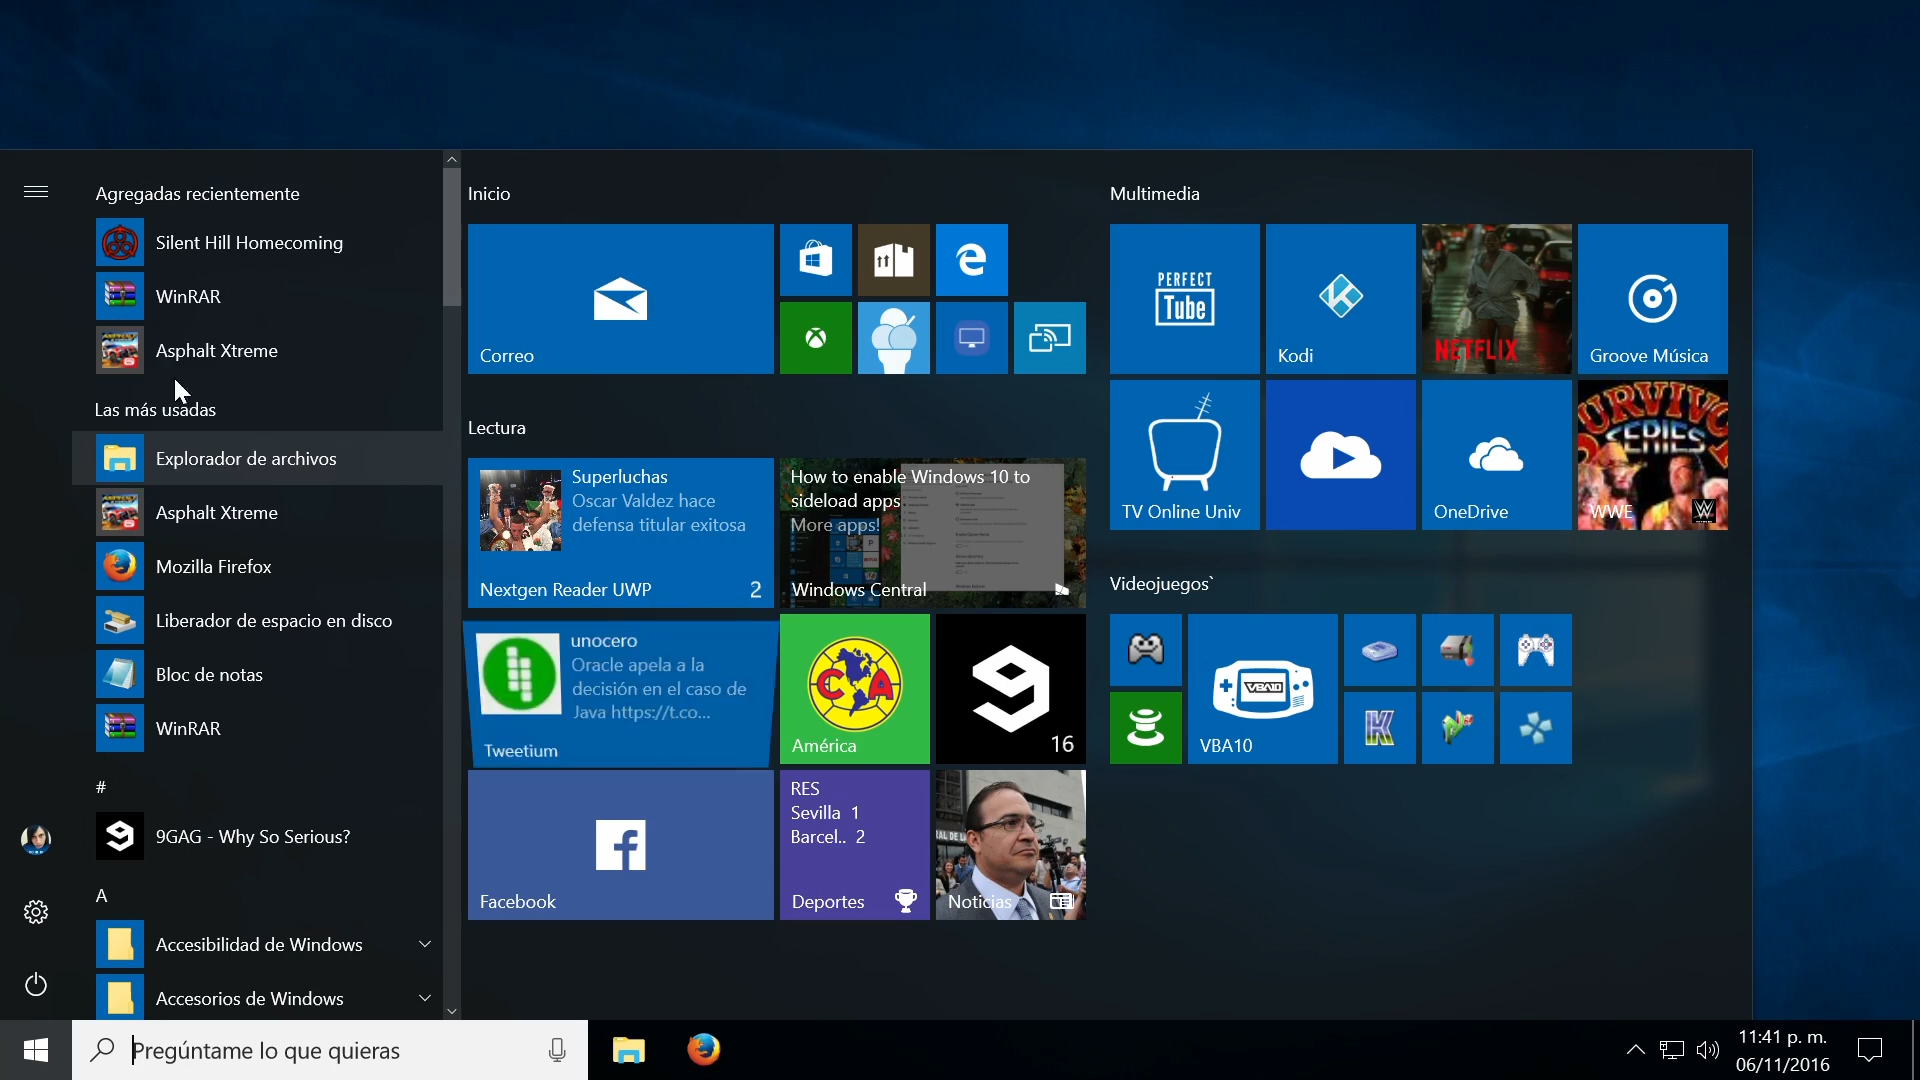 Agregadas recientemente
Silent Hill Homecoming
WinRAR
Asphalt Xtreme
Las más usadas
Explorador de archivos
Asphalt Xtreme
Mozilla Firefox
Liberador de espacio en disco
Bloc de notas
WinRAR
#
9GAG - Why So Serious?
A
Accesibilidad de Windows
Accesorios de Windows
Inicio
Correo
Lectura
Superluchas
Oscar Valdez hace
defensa titular exitosa
Nextgen Reader UWP 2
How to enable Windows 10 to
sideload apps
More apps!
Windows Central
unocero
Oracle apela a la
decisión en el caso de
Java https://t.co...
Tweetium
CA
América
9
16
Facebook
RES
Sevilla 1
Barcel.. 2
Deportes
Noticias
Multimedia
PERFECT
Tube
Kodi
NETFLIX
Groove Música
TV Online Univ
OneDrive
SURVIVOR
SERIES
WWE
Videojuegos`
VBA10
VBA10
Pregúntame lo que quieras
11:41 p. m.
06/11/2016